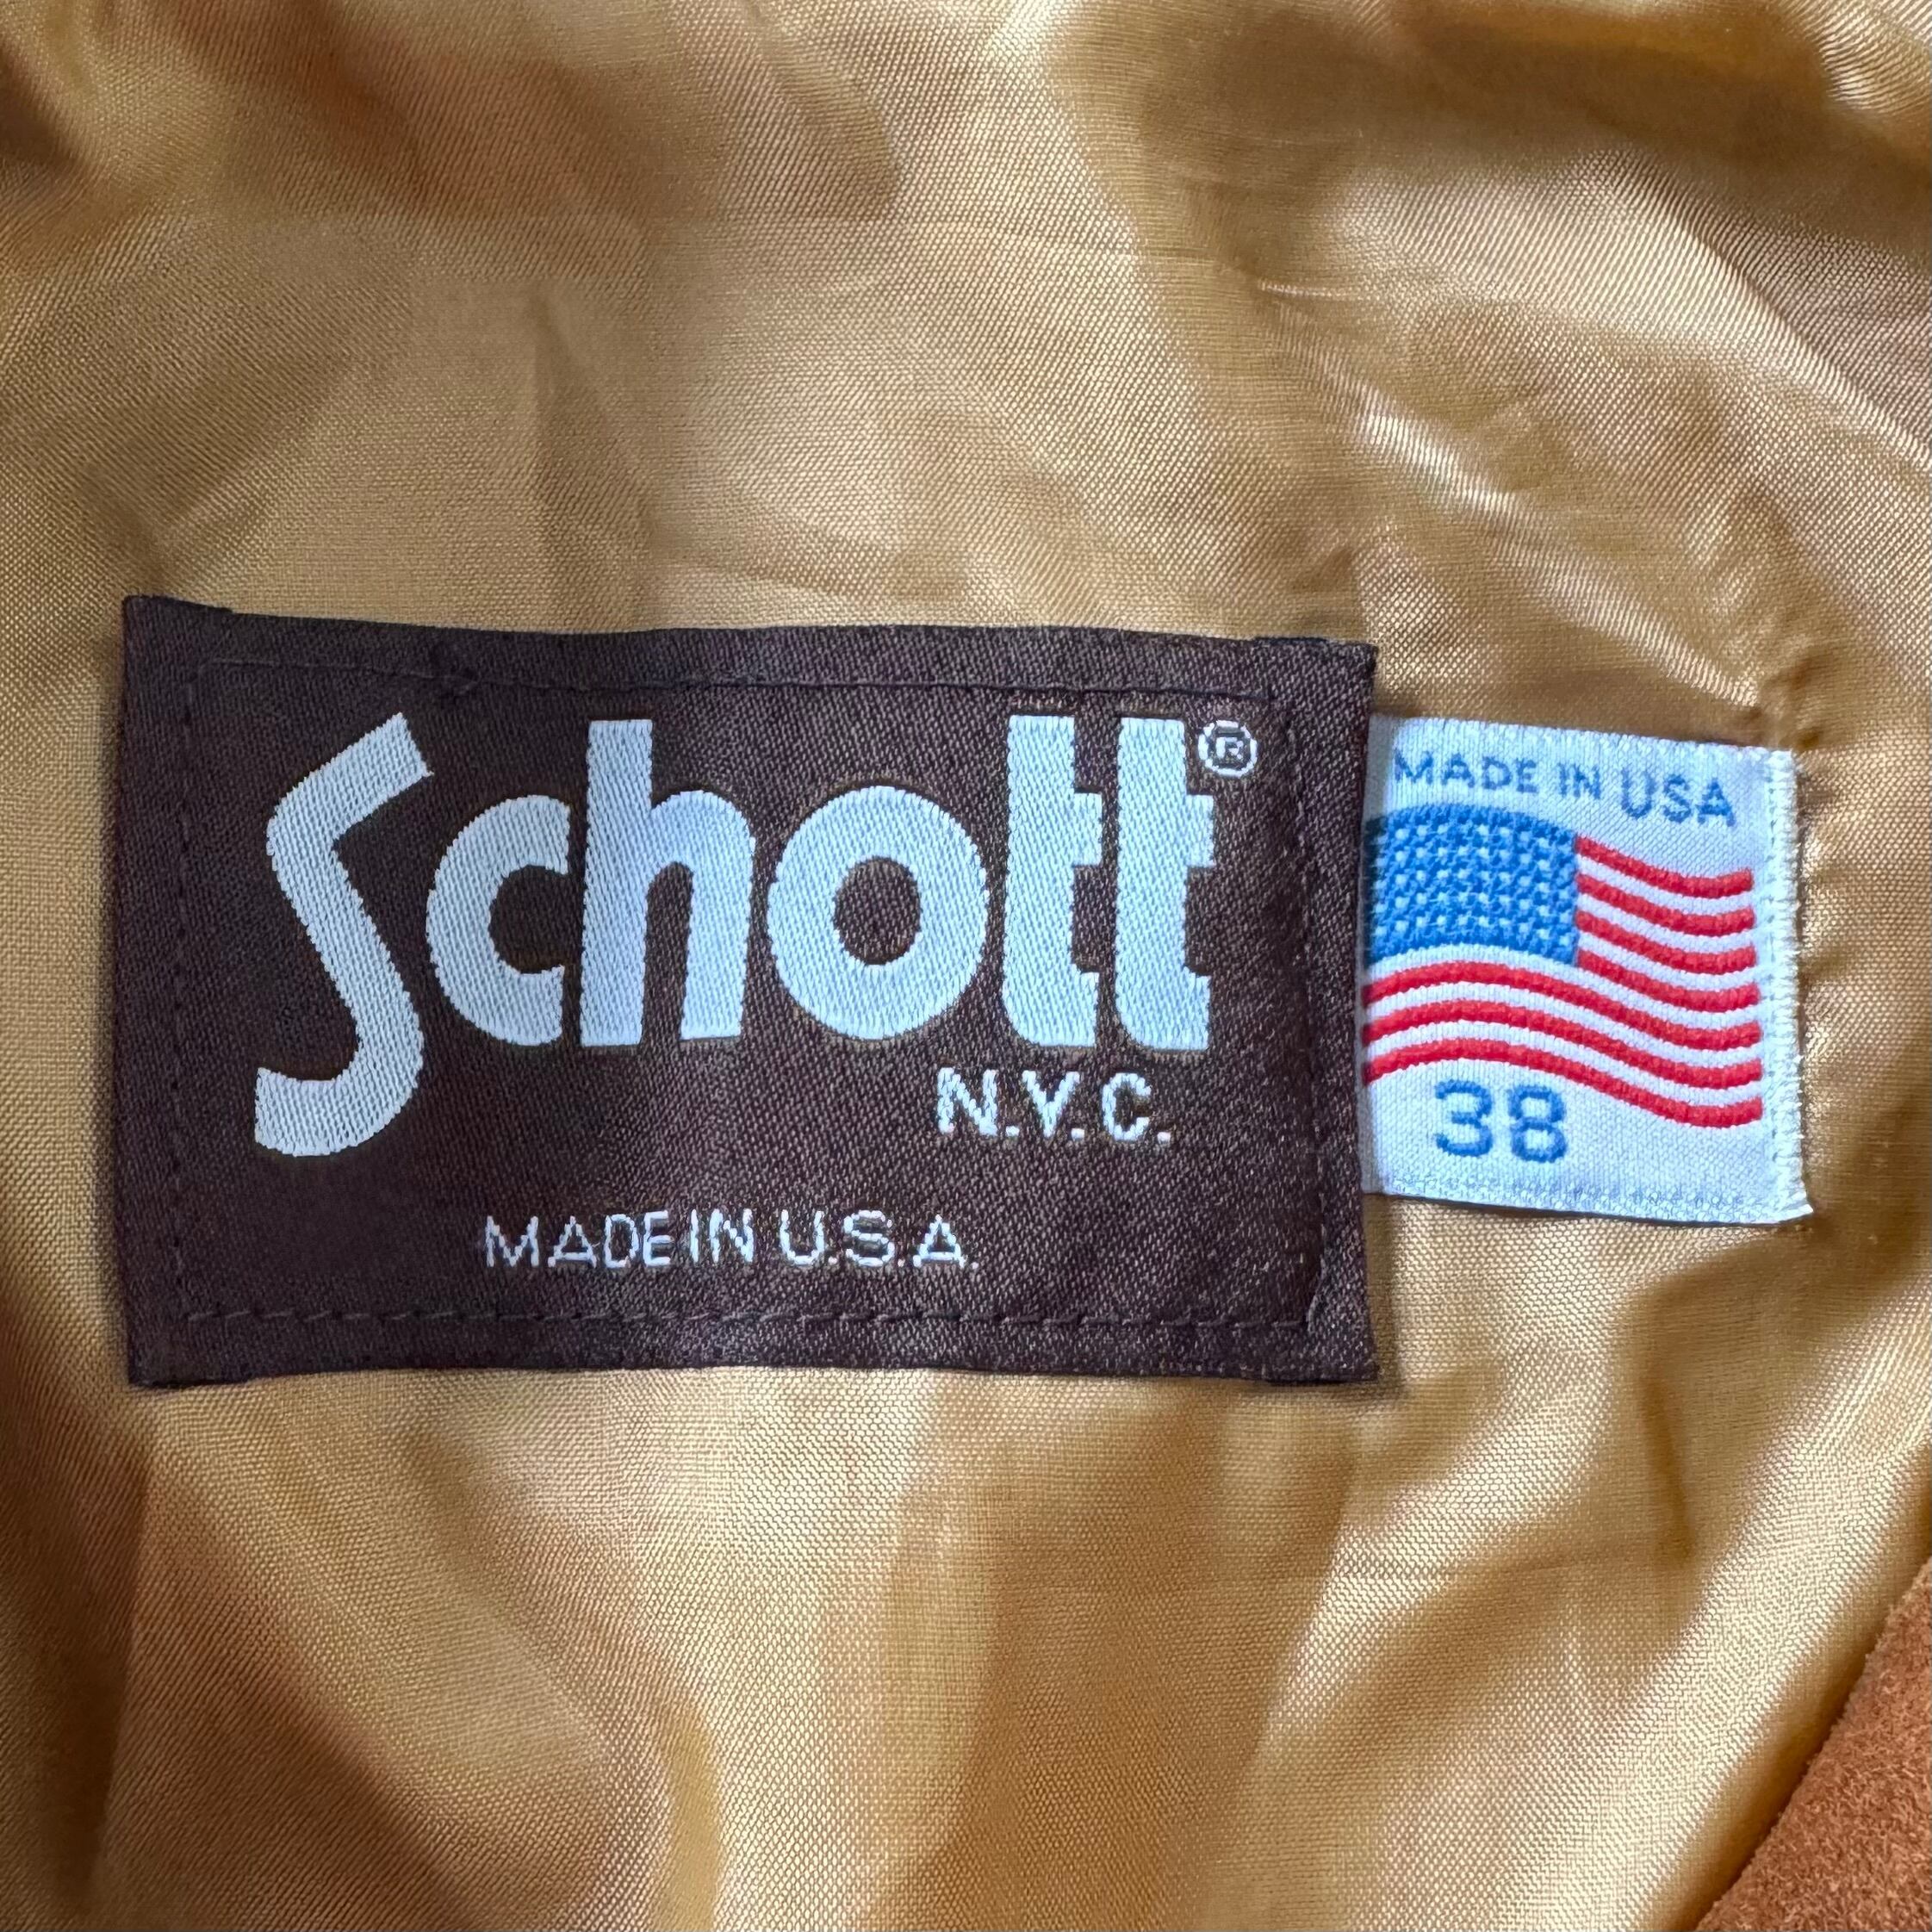 Schott®
N.Y.C.
MADE IN U.S.A.
MADE IN USA
38